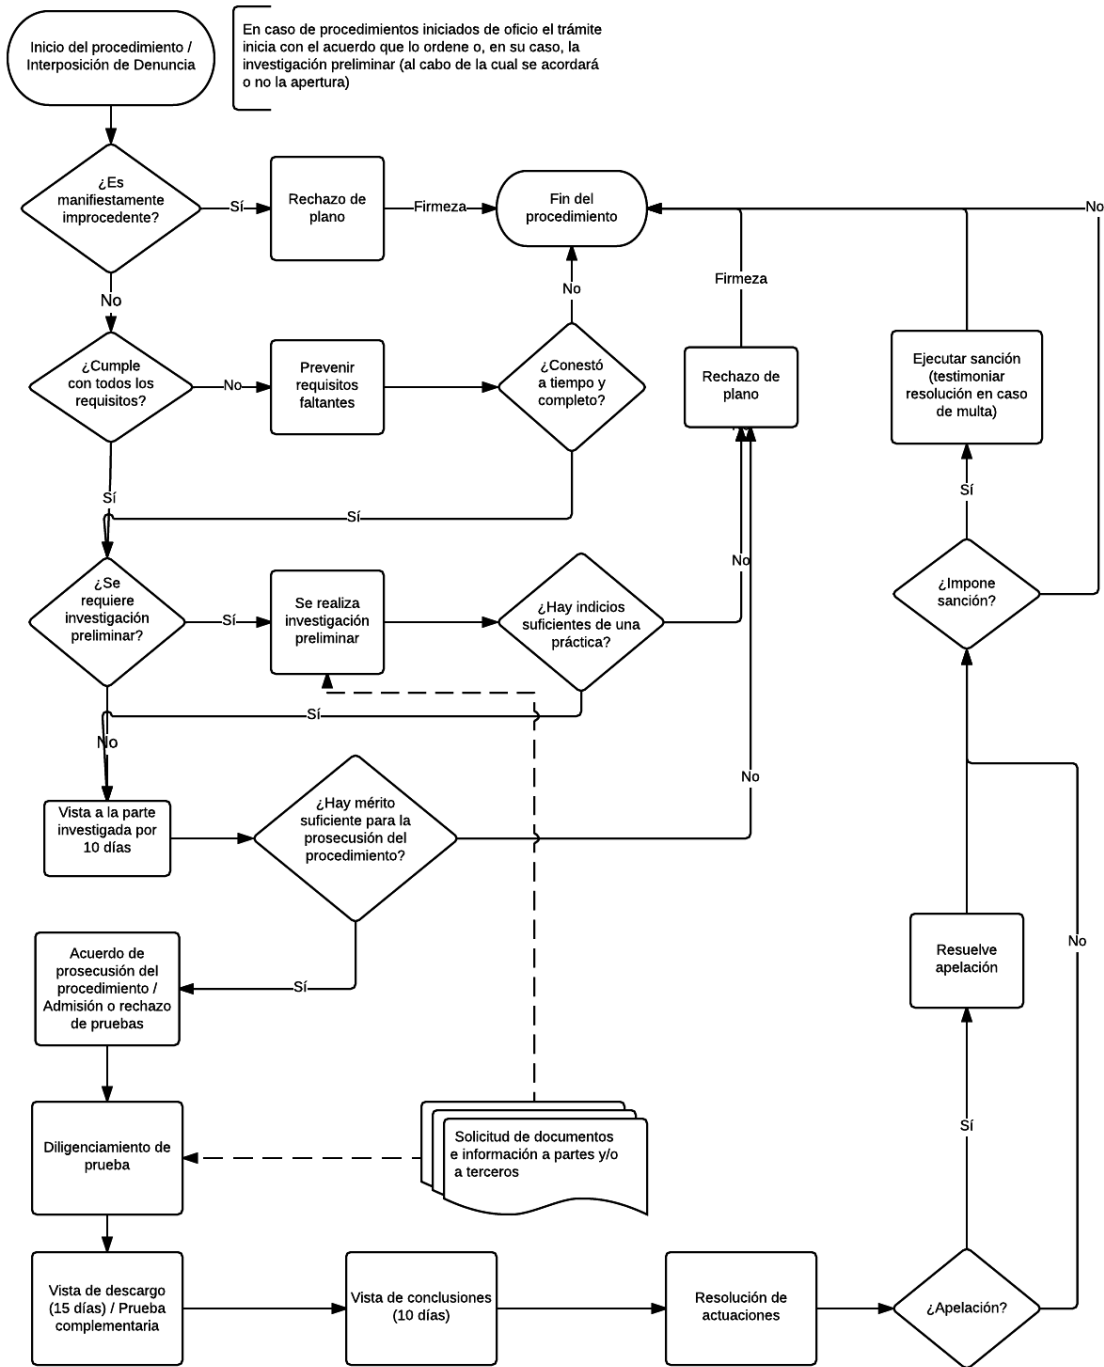 Inicio del procedimiento /
Interposición de Denuncia
En caso de procedimientos iniciados de oficio el trámite
inicia con el acuerdo que lo ordene o, en su caso, la
investigación preliminar (al cabo de la cual se acordará
o no la apertura)
¿Es
manifiestamente
improcedente?
Sí
Rechazo de
plano
Firmeza
Fin del
procedimiento
No
No
No
Firmeza
¿Cumple
con todos los
requisitos?
No
Prevenir
requisitos
faltantes
¿Conestó
a tiempo y
completo?
Rechazo de
plano
Ejecutar sanción
(testimoniar
resolución en caso
de multa)
Sí
Sí
Sí
¿Se
requiere
investigación
preliminar?
Sí
Se realiza
investigación
preliminar
¿Hay indicios
suficientes de una
práctica?
No
¿Impone
sanción?
Sí
No
Vista a la parte
investigada por
10 días
¿Hay mérito
suficiente para la
prosecusión del
procedimiento?
No
Acuerdo de
prosecusión del
procedimiento /
Admisión o rechazo
de pruebas
Sí
Resuelve
apelación
No
Diligenciamiento de
prueba
Solicitud de documentos
e información a partes y/o
a terceros
Sí
Vista de descargo
(15 días) / Prueba
complementaria
Vista de conclusiones
(10 días)
Resolución de
actuaciones
¿Apelación?